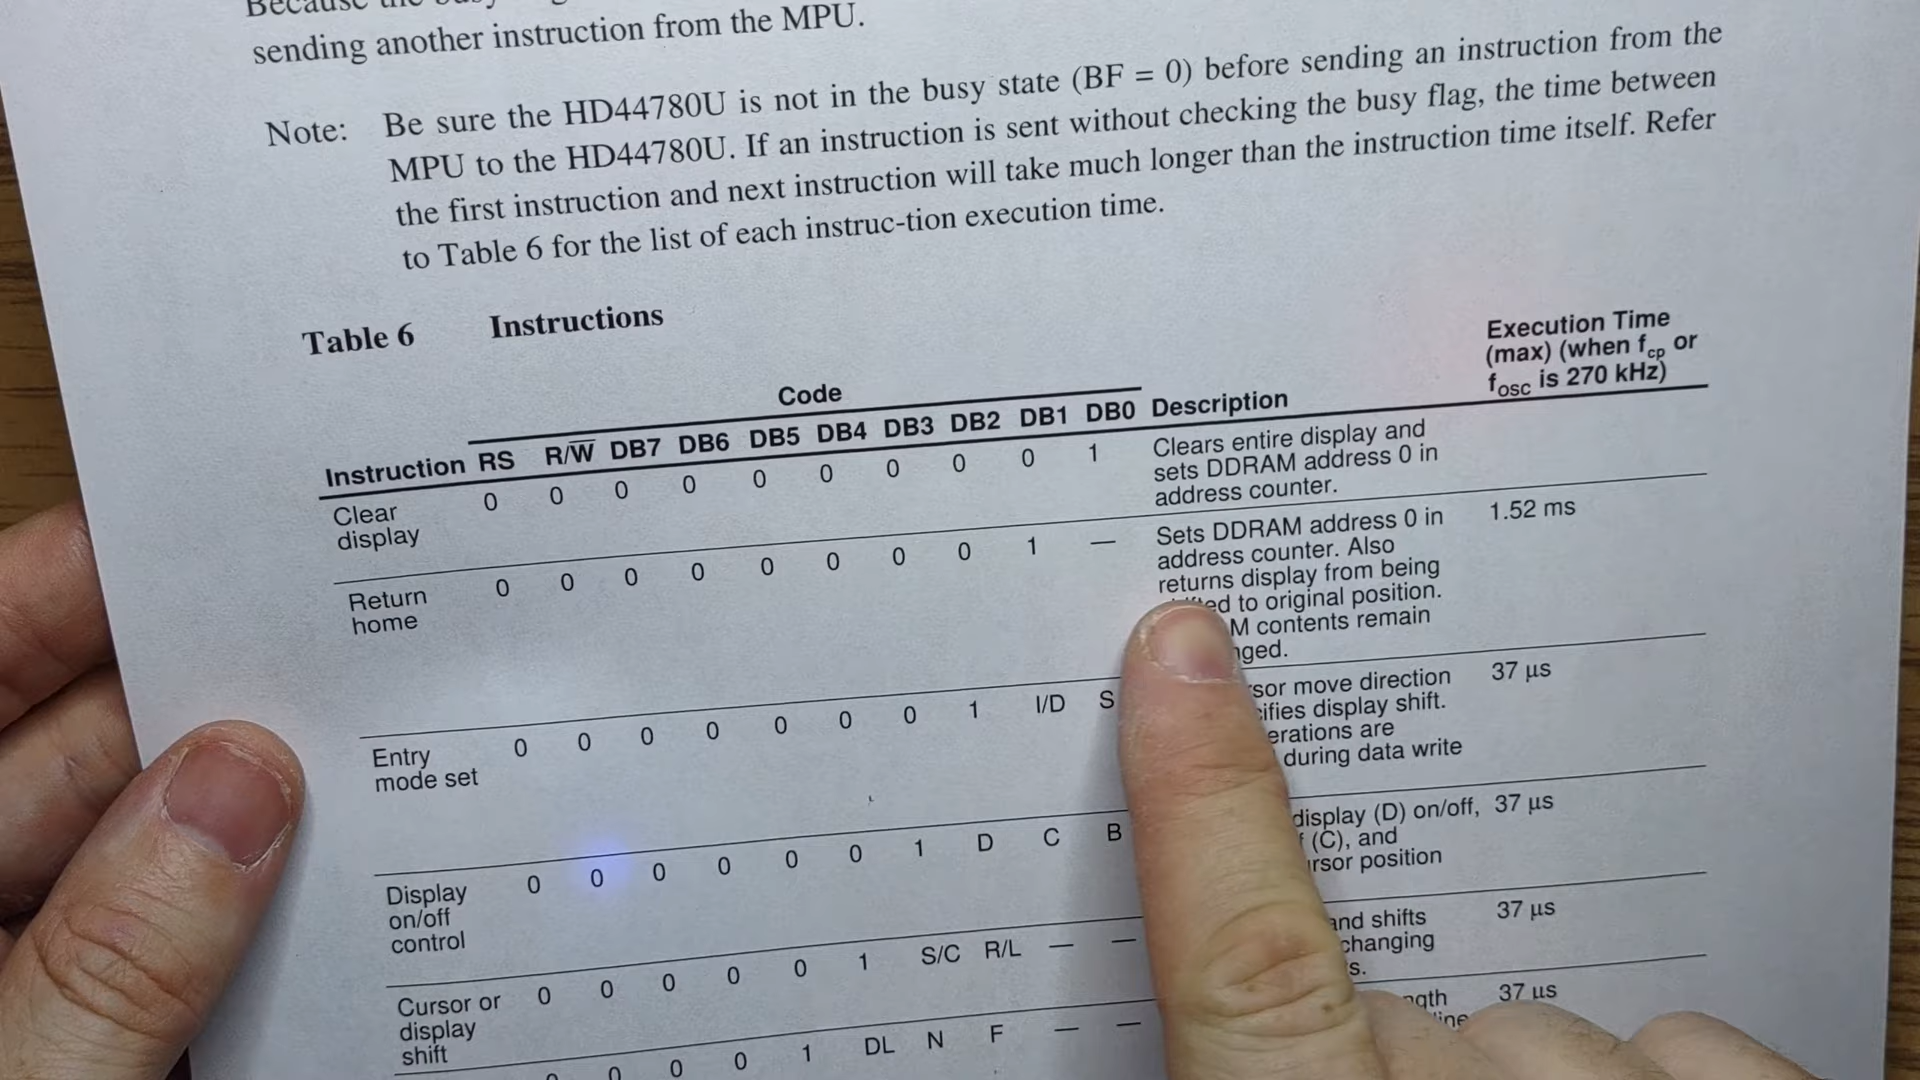 sending another instruction from the MPU.
Note: Be sure the HD44780U is not in the busy state (BF = 0) before sending an instruction from the
MPU to the HD44780U. If an instruction is sent without checking the busy flag, the time between
the first instruction and next instruction will take much longer than the instruction time itself. Refer
to Table 6 for the list of each instruc-tion execution time.
Table 6 Instructions
Execution Time
(max) (when fcp or
fosc is 270 kHz)
Code
Instruction RS R/W̅ DB7 DB6 DB5 DB4 DB3 DB2 DB1 DB0 Description
Clear 0 0 0 0 0 0 0 0 0 1 Clears entire display and
display sets DDRAM address 0 in
address counter.
Return 0 0 0 0 0 0 0 0 1 — Sets DDRAM address 0 in 1.52 ms
home address counter. Also
returns display from being
to original position.
contents remain
Entry 0 0 0 0 0 0 0 1 I/D S move direction 37 µs
mode set display shift.
are
during data write
Display 0 0 0 0 0 0 1 D C B display (D) on/off, 37 µs
on/off (C), and
control position
Cursor or 0 0 0 0 0 1 S/C R/L — — and shifts 37 µs
display changing
shift
0 0 0 0 1 DL N F — — 37 µs